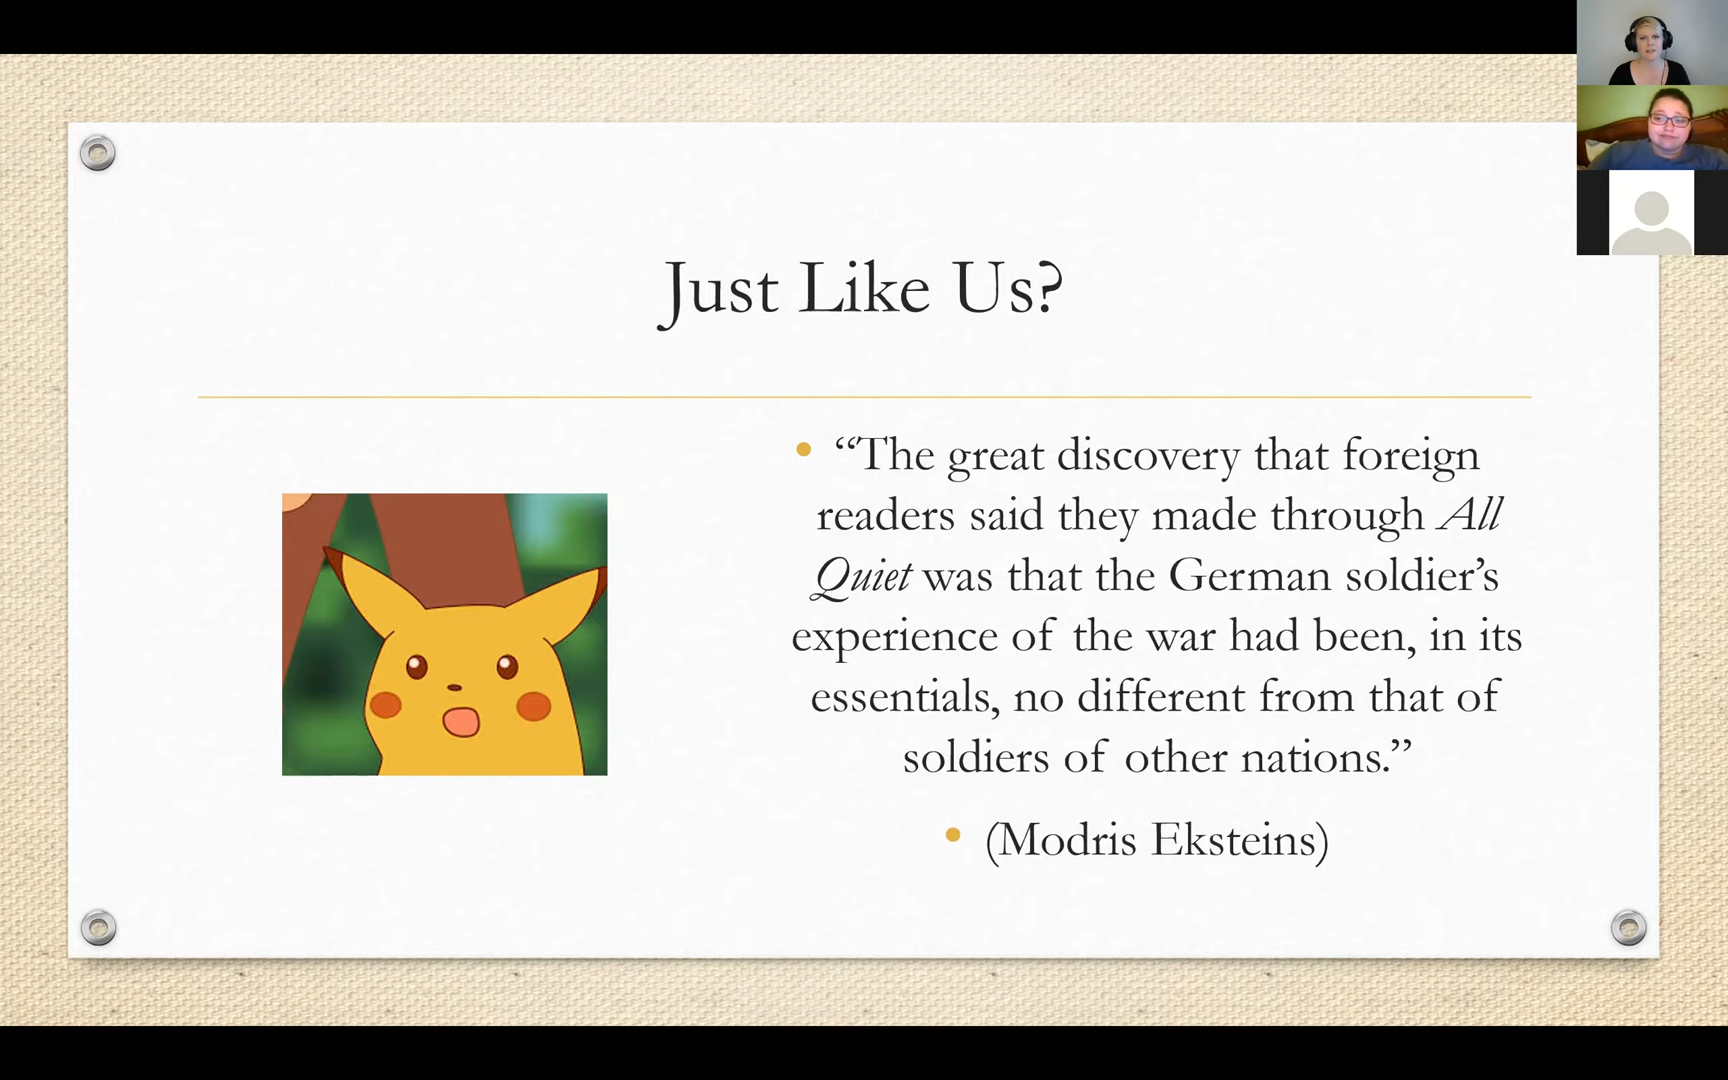 Just Like Us?
“The great discovery that foreign
readers said they made through All
Quiet was that the German soldier’s
experience of the war had been, in its
essentials, no different from that of
soldiers of other nations.”
(Modris Eksteins)